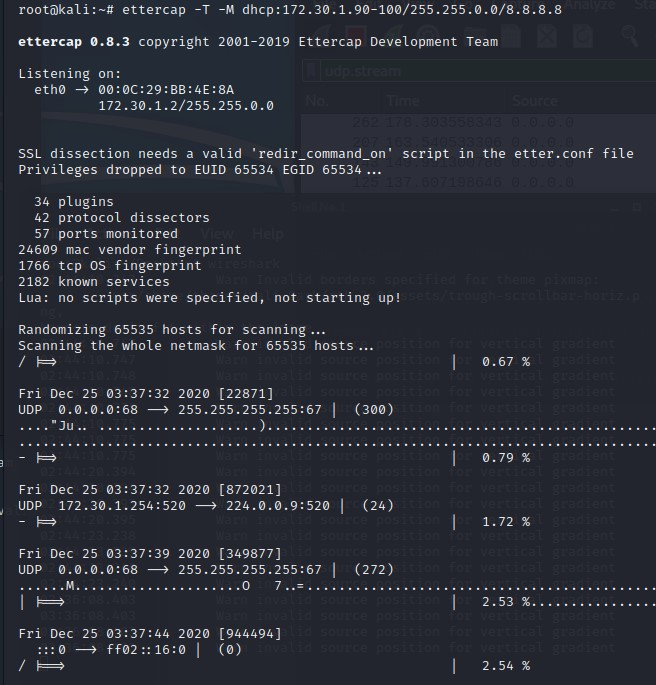 root@kali:~# ettercap -T -M dhcp:172.30.1.90-100/255.255.0.0/8.8.8.8
ettercap 0.8.3 copyright 2001-2019 Ettercap Development Team
Listening on:
eth0 -> 00:0C:29:BB:4E:8A
172.30.1.2/255.255.0.0
SSL dissection needs a valid 'redir_command_on' script in the etter.conf file
Privileges dropped to EUID 65534 EGID 65534...
34 plugins
42 protocol dissectors
57 ports monitored
24609 mac vendor fingerprint
1766 tcp OS fingerprint
2182 known services
Lua: no scripts were specified, not starting up!
Randomizing 65535 hosts for scanning...
Scanning the whole netmask for 65535 hosts...
/ |==> | 0.67 %
Fri Dec 25 03:37:32 2020 [22871]
UDP 0.0.0.0:68 --> 255.255.255.255:67 | (300)
...."Ju.......................).................................................
................................................................................
- |==> | 0.79 %
Fri Dec 25 03:37:32 2020 [872021]
UDP 172.30.1.254:520 --> 224.0.0.9:520 | (24)
- |==> | 1.72 %
Fri Dec 25 03:37:39 2020 [349877]
UDP 0.0.0.0:68 --> 255.255.255.255:67 | (272)
......M.....................O 7..=............................................
| |===> | 2.53 %................
Fri Dec 25 03:37:44 2020 [944494]
:::0 --> ff02::16:0 | (0)
/ |===> | 2.54 %